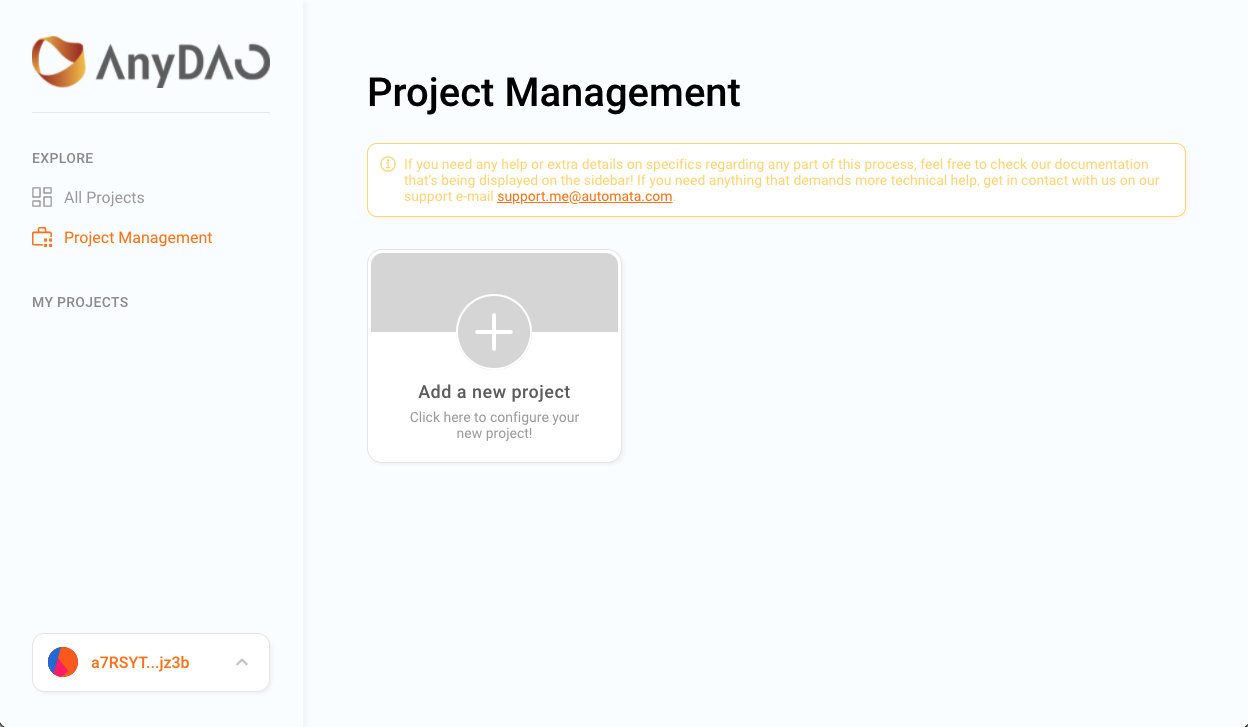 AnyDAO
EXPLORE
All Projects
Project Management
MY PROJECTS
a7RSYT...jz3b
Project Management
If you need any help or extra details on specifics regarding any part of this process, feel free to check our documentation
that's being displayed on the sidebar! If you need anything that demands more technical help, get in contact with us on our
support e-mail support.me@automata.com.
Add a new project
Click here to configure your
new project!